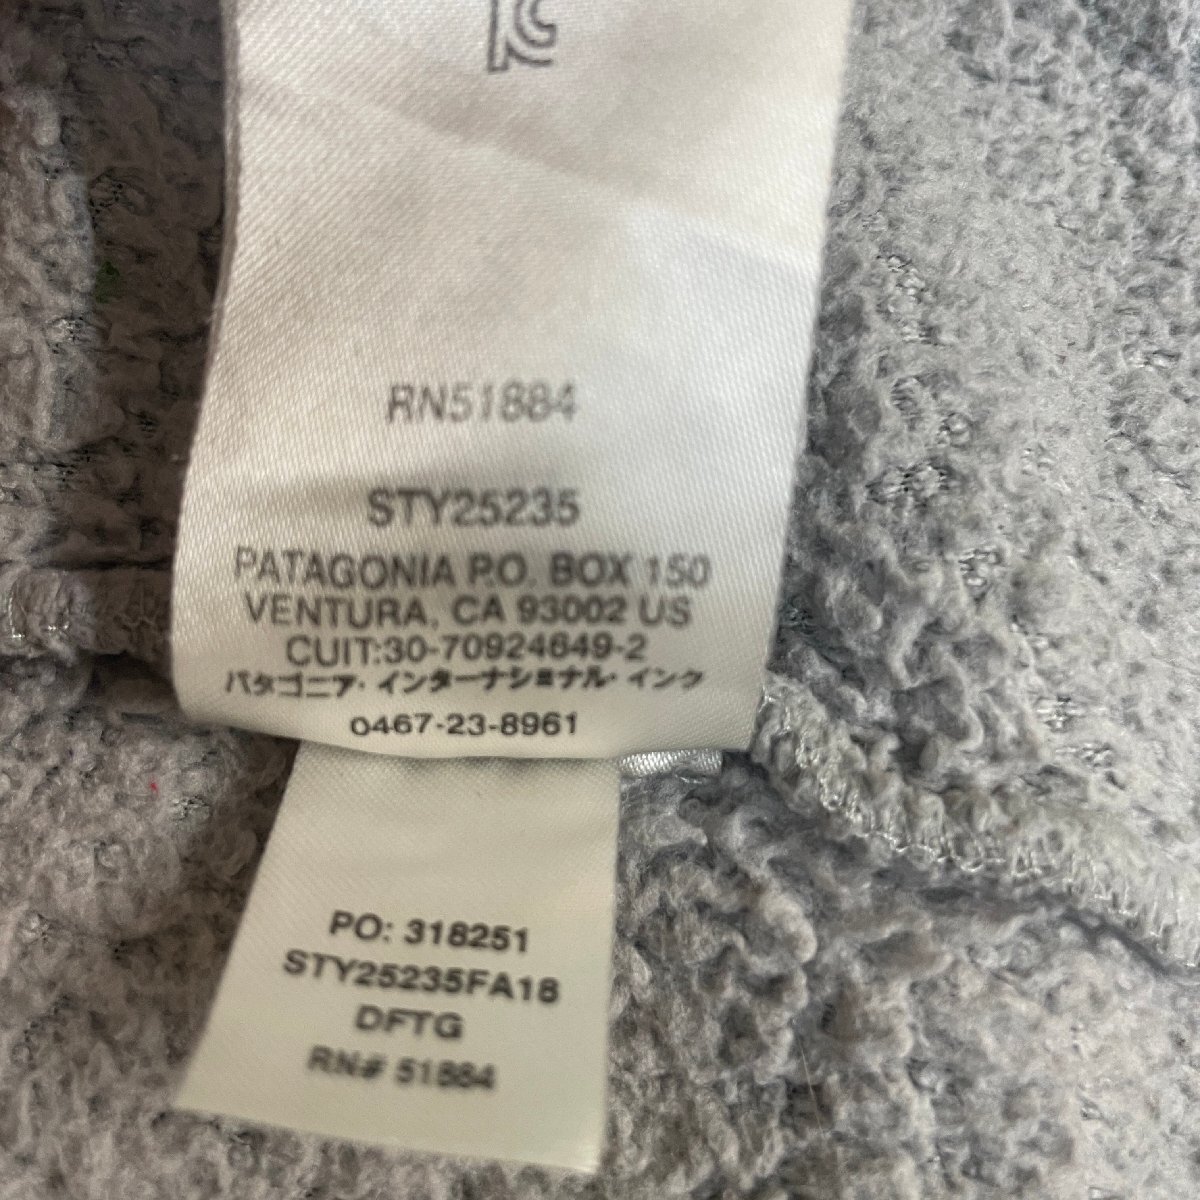 RN51884
STY25235
PATAGONIA P.O. BOX 150
VENTURA, CA 93002 US
CUIT:30-70924649-2
パタゴニア・インターナショナル・インク
0467-23-8961
PO: 318251
STY25235FA16
DFTG
RN# 51884